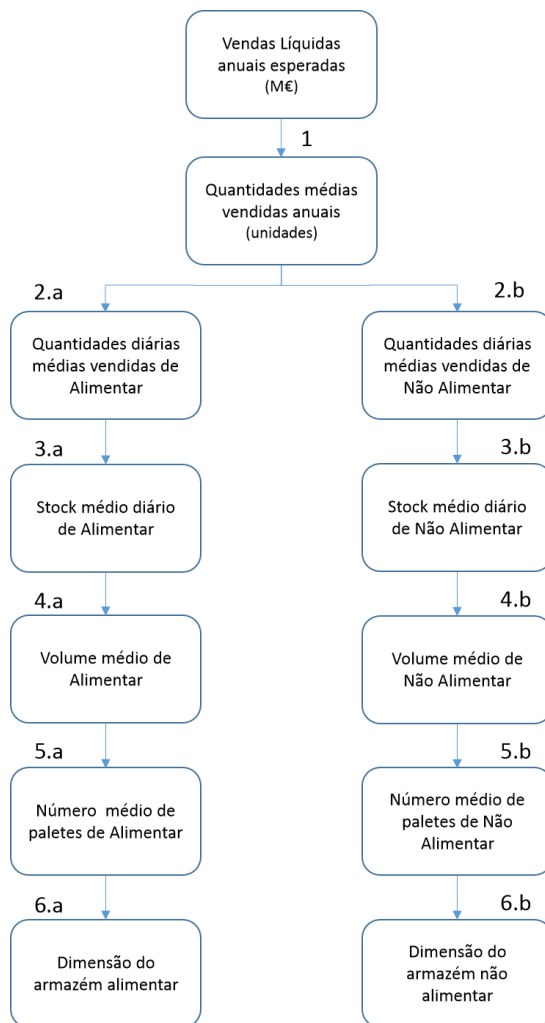 Vendas Líquidas
anuais esperadas
(M€)
1
Quantidades médias
vendidas anuais
(unidades)
2.a
2.b
Quantidades diárias
médias vendidas de
Alimentar
Quantidades diárias
médias vendidas de
Não Alimentar
3.a
3.b
Stock médio diário
de Alimentar
Stock médio diário
de Não Alimentar
4.a
4.b
Volume médio de
Alimentar
Volume médio de
Não Alimentar
5.a
5.b
Número médio de
paletes de Alimentar
Número médio de
paletes de Não
Alimentar
6.a
6.b
Dimensão do
armazém alimentar
Dimensão do
armazém não
alimentar